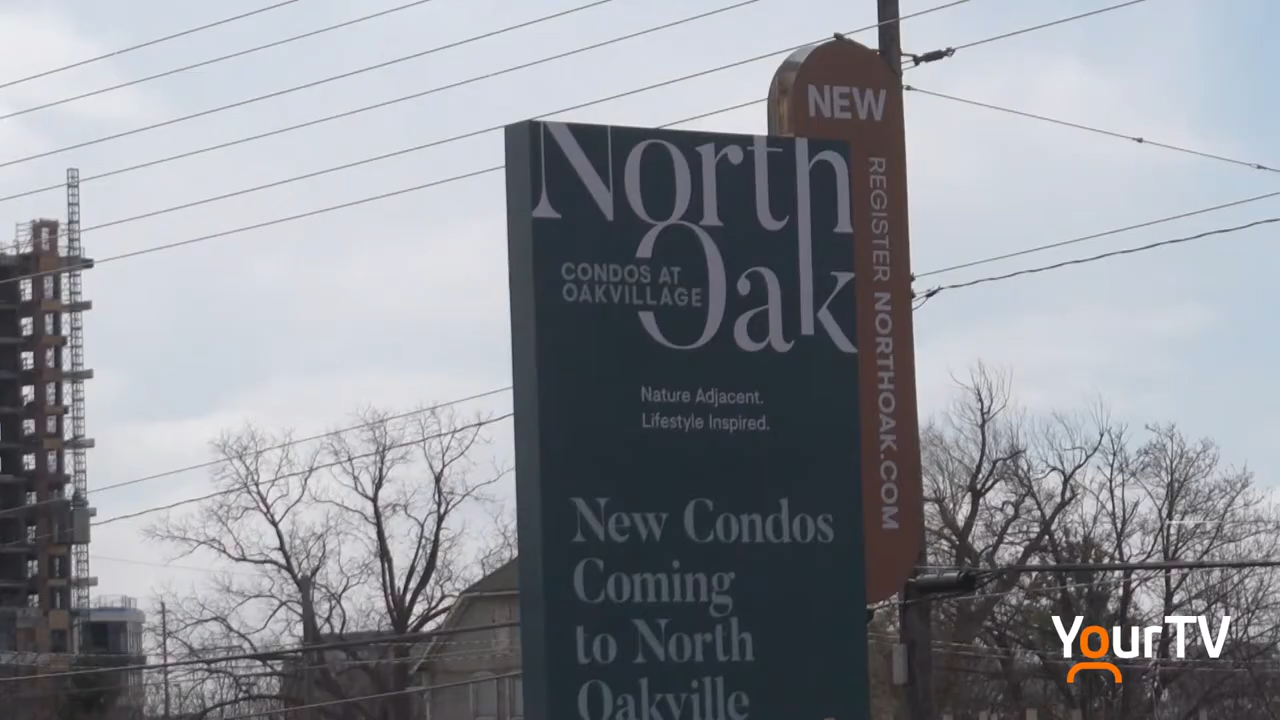 NEW
REGISTER NORTHOAK.COM
North
Oak
CONDOS AT
OAKVILLAGE
Nature Adjacent.
Lifestyle Inspired.
New Condos
Coming
to North
Oakville
YourTV